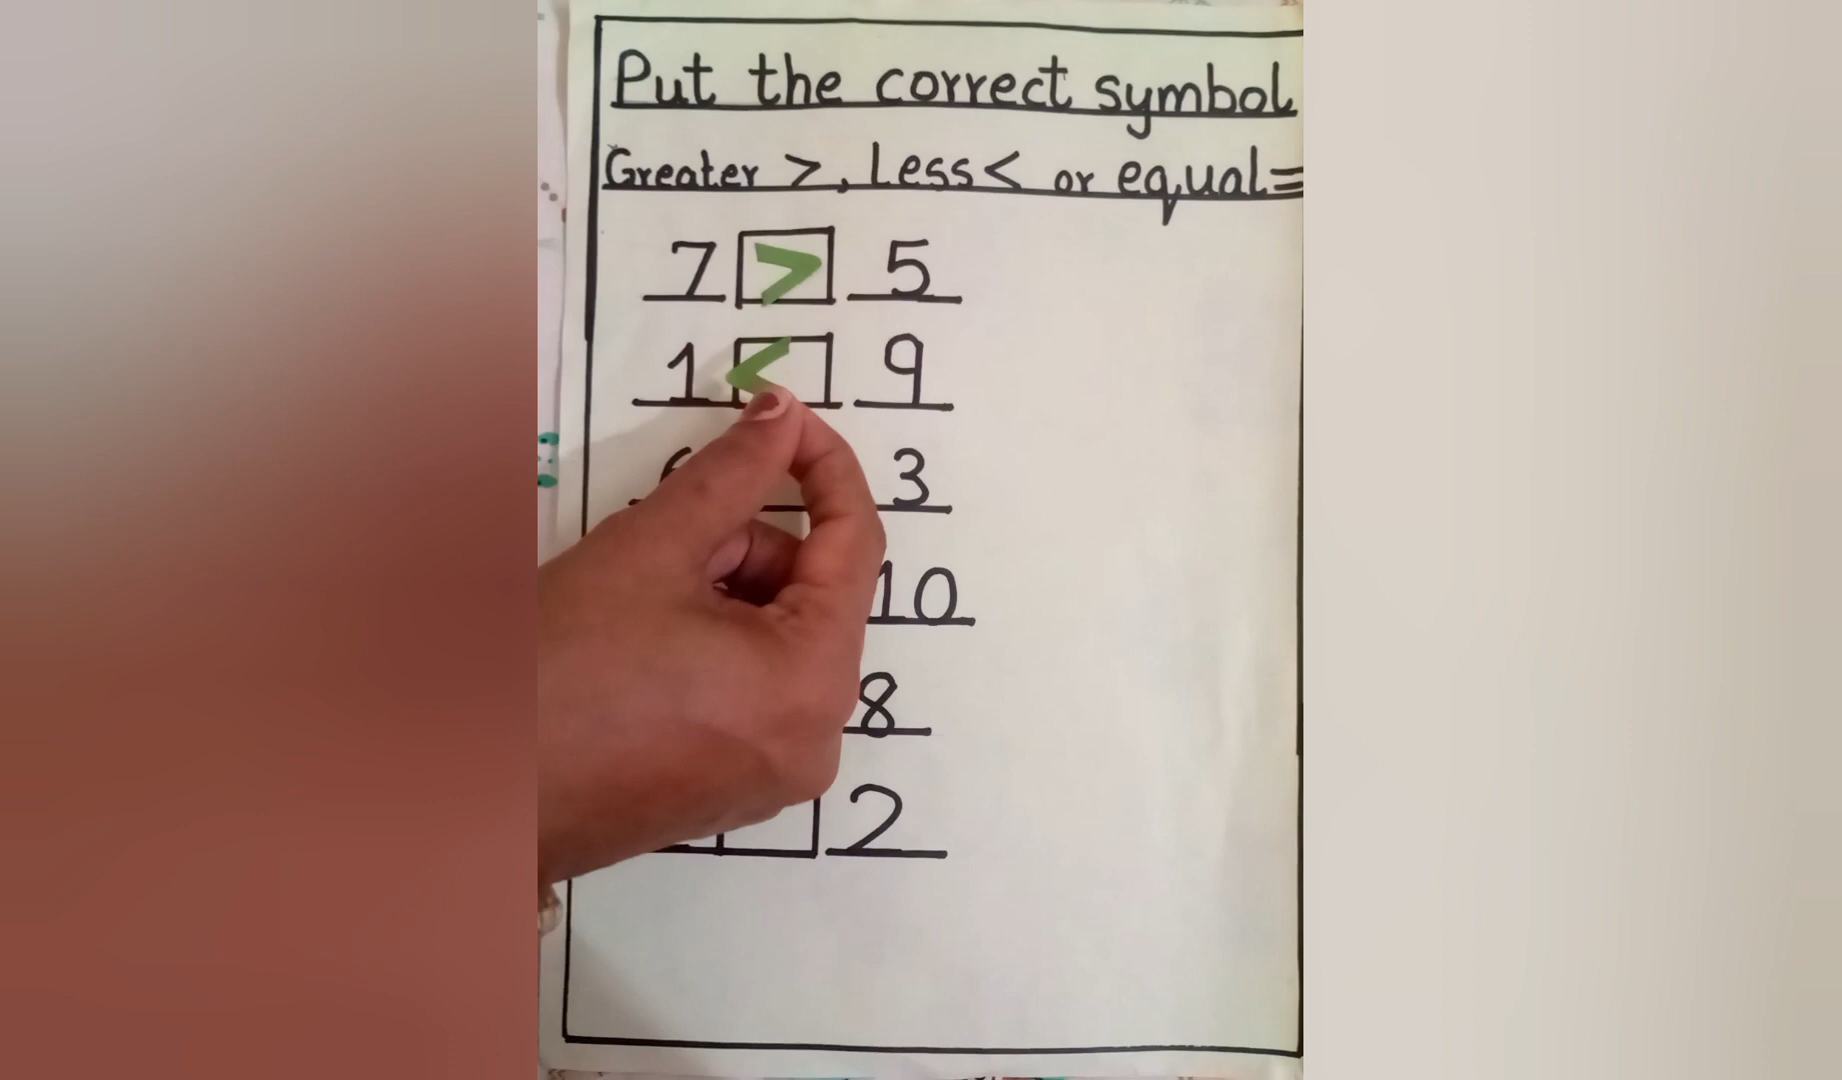 Put the correct symbol
Greater >, Less < or equal =
7 > 5
1 < 9
3
10
8
2